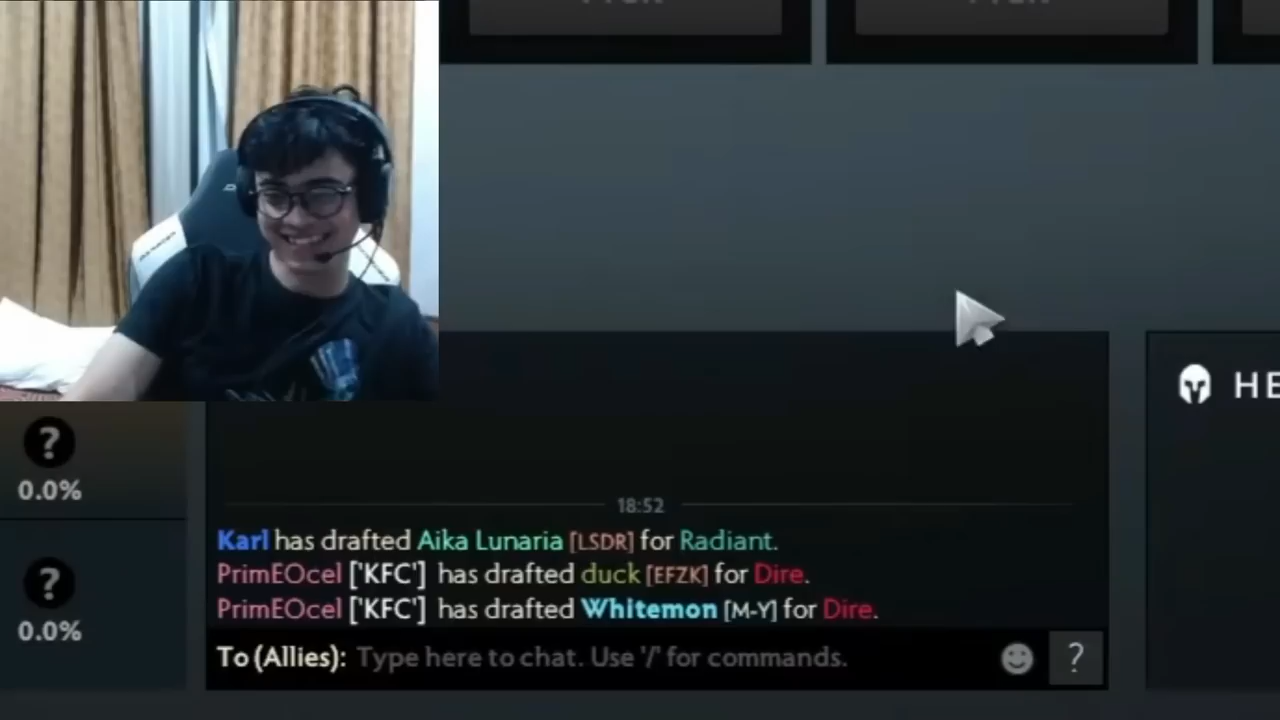 HE
0.0%
18:52
Karl has drafted Aika Lunaria [LSDR] for Radiant.
PrimEOcel ['KFC'] has drafted duck [EFZK] for Dire.
0.0%
PrimEOcel ['KFC'] has drafted Whitemon [M-Y] for Dire.
To (Allies): Type here to chat. Use '/' for commands.